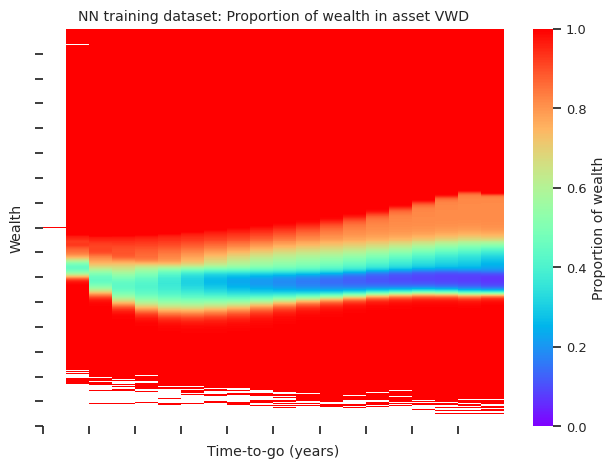 NN training dataset: Proportion of wealth in asset VWD
Wealth
Time-to-go (years)
1.0
0.8
0.6
0.4
0.2
0.0
Proportion of wealth